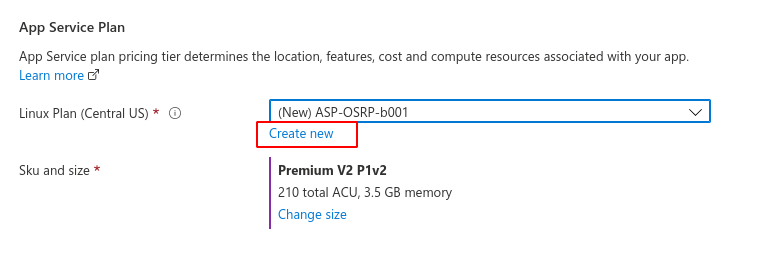 App Service Plan
App Service plan pricing tier determines the location, features, cost and compute resources associated with your app.
Learn more
Linux Plan (Central US) *
(New) ASP-OSRP-b001
Create new
Sku and size *
Premium V2 P1v2
210 total ACU, 3.5 GB memory
Change size